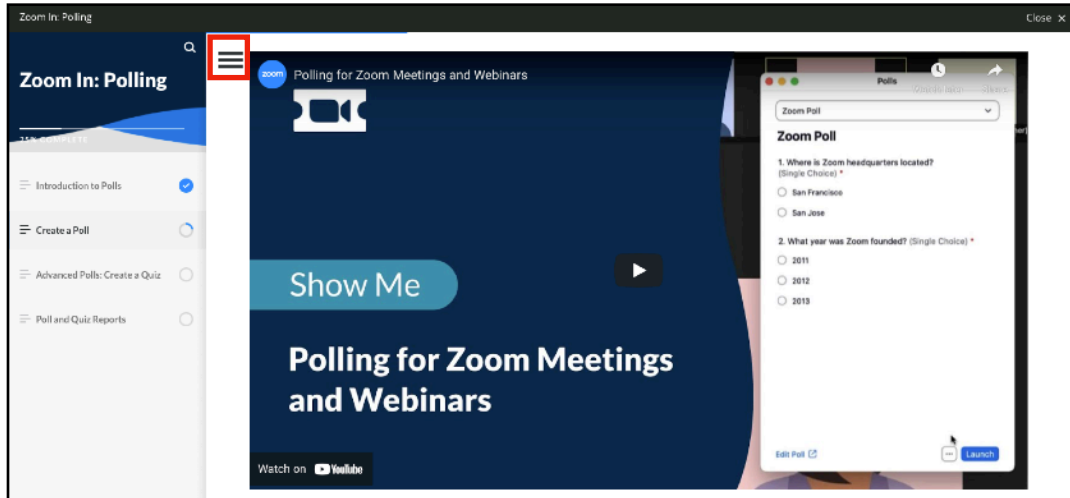 Zoom In: Polling
Close ×
Zoom In: Polling
25% COMPLETE
Introduction to Polls
Create a Poll
Advanced Polls: Create a Quiz
Poll and Quiz Reports
zoom
Polling for Zoom Meetings and Webinars
Show Me
Polling for Zoom Meetings
and Webinars
Watch on YouTube
Polls
Zoom Poll
Zoom Poll
1. Where is Zoom headquarters located?
(Single Choice) *
San Francisco
San Jose
2. What year was Zoom founded? (Single Choice) *
2011
2012
2013
Edit Poll
Launch